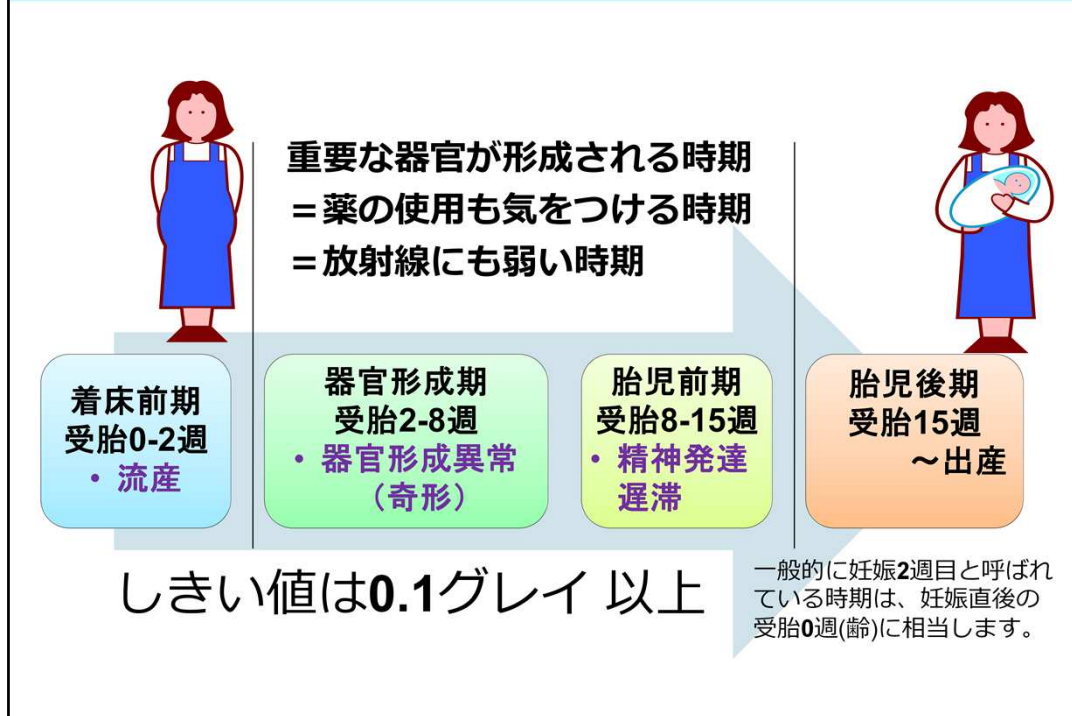 重要な器官が形成される時期
＝薬の使用も気をつける時期
＝放射線にも弱い時期
着床前期
受胎0-2週
・流産
器官形成期
受胎2-8週
・器官形成異常
（奇形）
胎児前期
受胎8-15週
・精神発達
遅滞
胎児後期
受胎15週
～出産
しきい値は0.1グレイ 以上
一般的に妊娠2週目と呼ばれ
ている時期は、妊娠直後の
受胎0週(齢)に相当します。